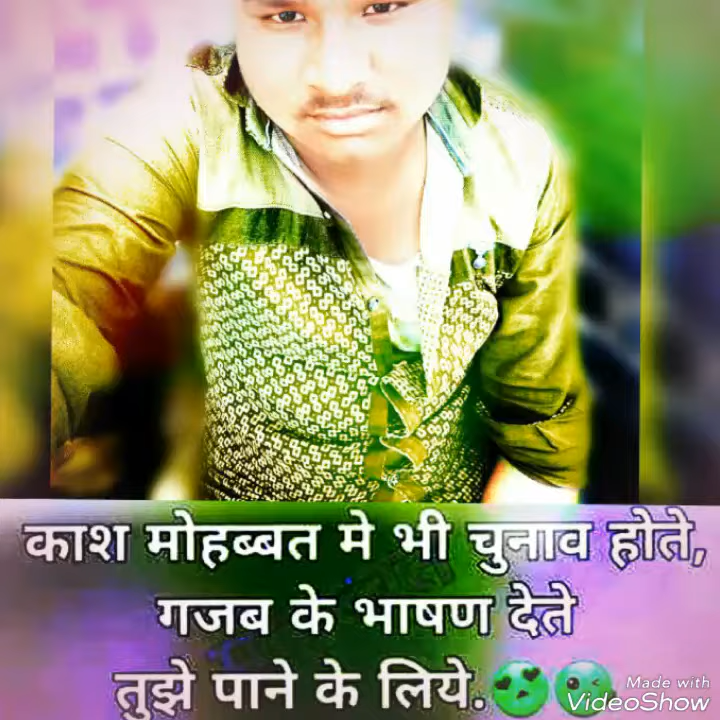 काश मोहब्बत मे भी चुनाव होते,
गजब के भाषण देते
तुझे पाने के लिये.
Made with
VideoShow